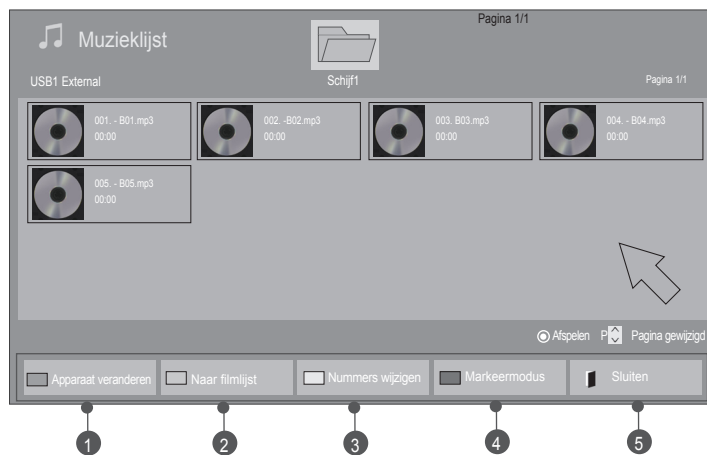 Pagina 1/1
Muzieklijst
USB1 External
Schijf1
Pagina 1/1
001. - B01.mp3
00:00
002. -B02.mp3
00:00
003. B03.mp3
00:00
004. - B04.mp3
00:00
005. - B05.mp3
00:00
Afspelen P Pagina gewijzigd
Apparaat veranderen Naar filmlijst Nummers wijzigen Markeermodus Sluiten
1 2 3 4 5